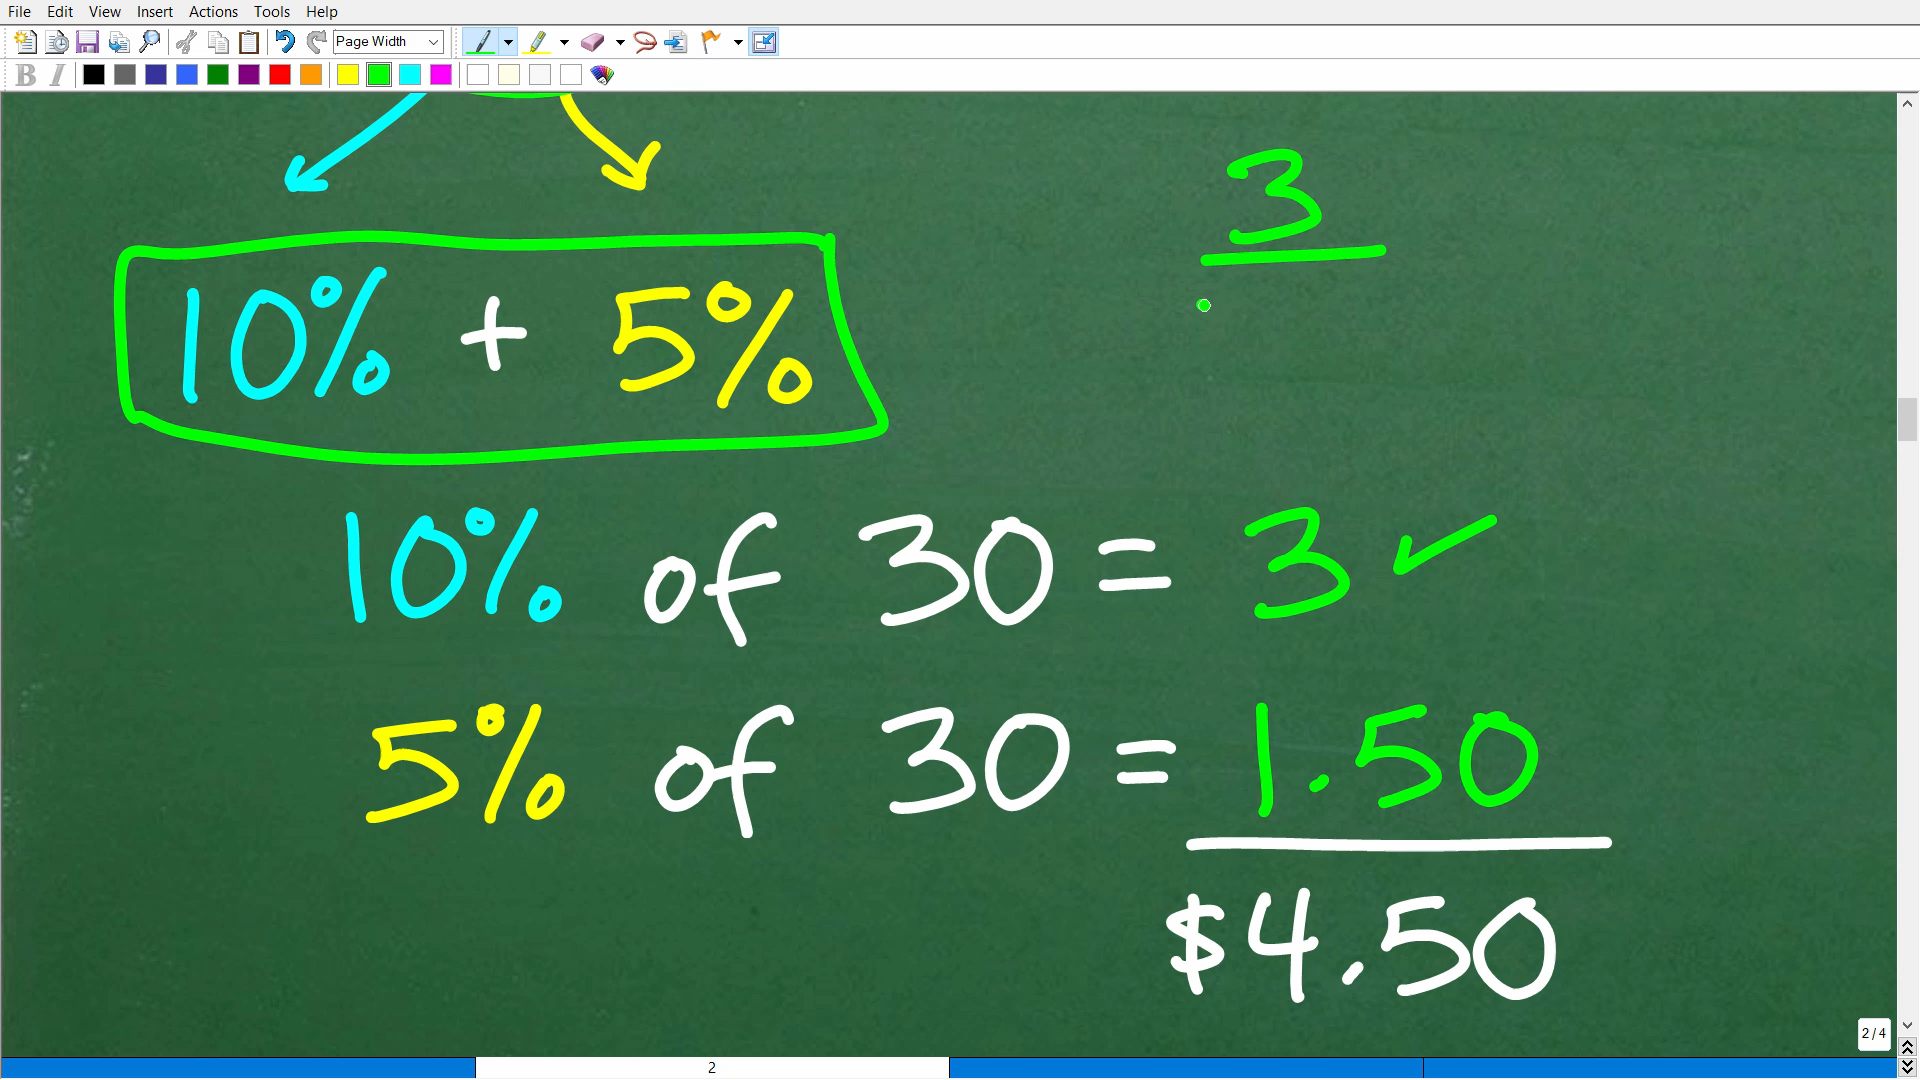 File Edit View Insert Actions Tools Help
Page Width
B I
3
10% + 5%
10% of 30 = 3 ✓
5% of 30 = 1.50
$4.50
2 / 4
2